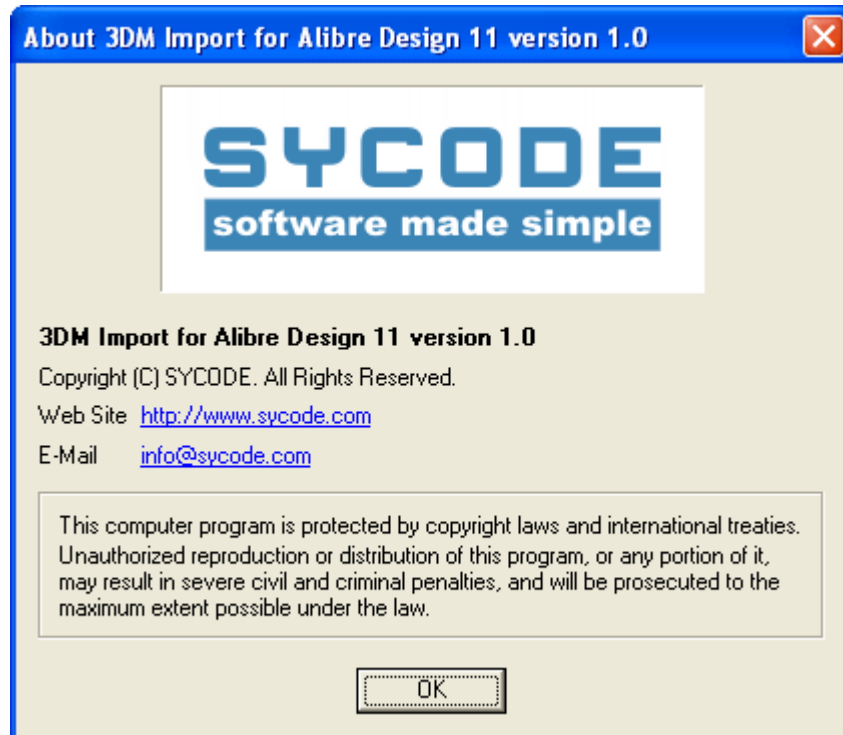 About 3DM Import for Alibre Design 11 version 1.0
SYCODE
software made simple
3DM Import for Alibre Design 11 version 1.0
Copyright (C) SYCODE. All Rights Reserved.
Web Site http://www.sycode.com
E-Mail info@sycode.com
This computer program is protected by copyright laws and international treaties.
Unauthorized reproduction or distribution of this program, or any portion of it,
may result in severe civil and criminal penalties, and will be prosecuted to the
maximum extent possible under the law.
OK